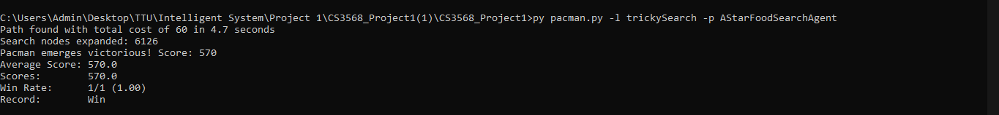 C:\Users\Admin\Desktop\TTU\Intelligent System\Project 1\CS3568_Project1(1)\CS3568_Project1>py pacman.py -l trickySearch -p AStarFoodSearchAgent
Path found with total cost of 60 in 4.7 seconds
Search nodes expanded: 6126
Pacman emerges victorious! Score: 570
Average Score: 570.0
Scores:        570.0
Win Rate:      1/1 (1.00)
Record:        Win